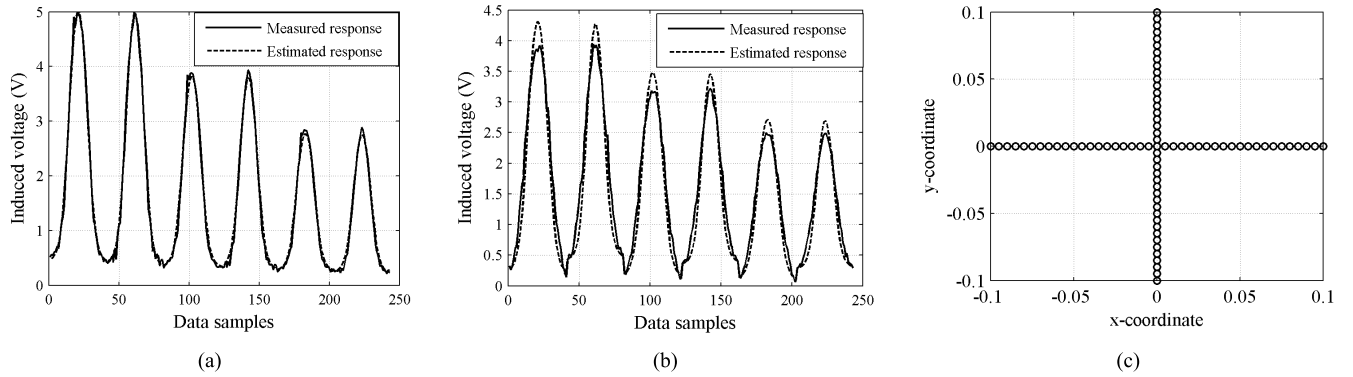 5
4
3
2
1
0
0
50
100
150
200
250
Induced voltage (V)
Data samples
Measured response
Estimated response
(a)
4.5
4
3.5
3
2.5
2
1.5
1
0.5
0
0
50
100
150
200
250
Induced voltage (V)
Data samples
Measured response
Estimated response
(b)
0.1
0.05
0
-0.05
-0.1
-0.1
-0.05
0
0.05
0.1
y-coordinate
x-coordinate
(c)